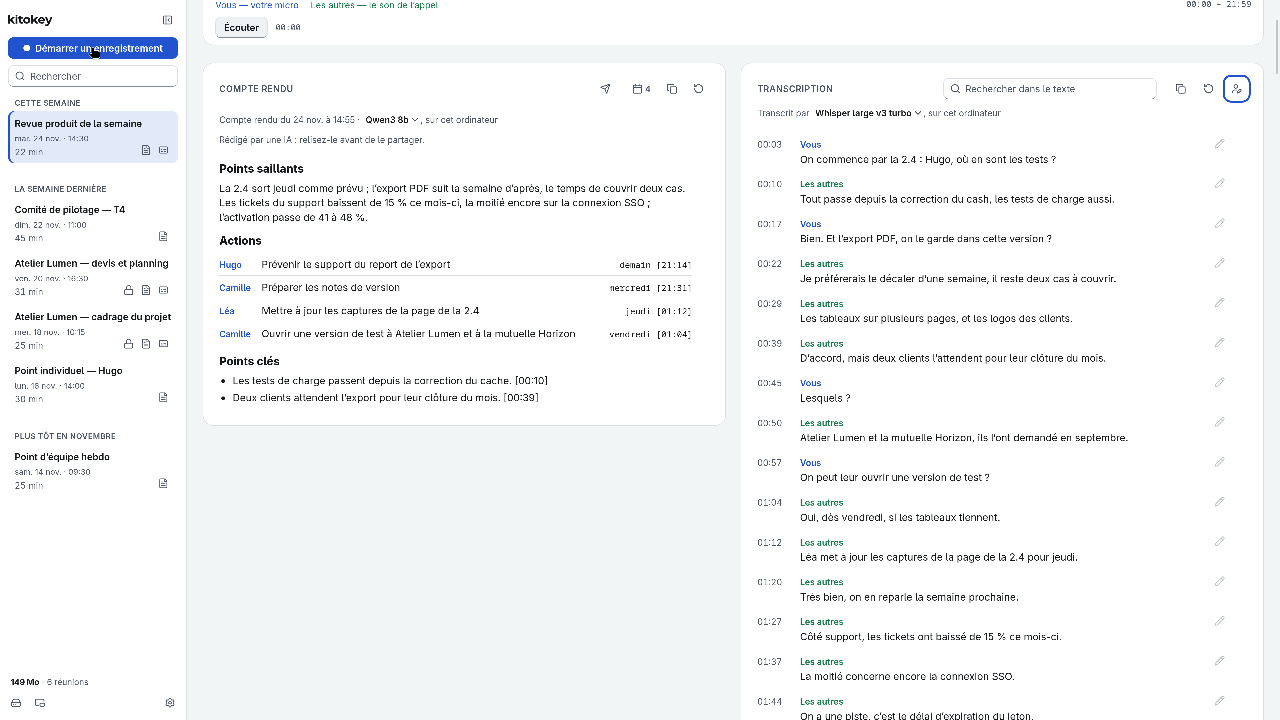 kitokey
Démarrer un enregistrement
Rechercher
CETTE SEMAINE
Revue produit de la semaine
mar. 24 nov. · 14:30
22 min
LA SEMAINE DERNIÈRE
Comité de pilotage — T4
dim. 22 nov. · 11:00
45 min
Atelier Lumen — devis et planning
ven. 20 nov. · 16:30
31 min
Atelier Lumen — cadrage du projet
mer. 18 nov. · 10:15
25 min
Point individuel — Hugo
lun. 16 nov. · 14:00
30 min
PLUS TÔT EN NOVEMBRE
Point d'équipe hebdo
sam. 14 nov. · 09:30
25 min
149 Mo · 6 réunions
Vous — votre micro Les autres — le son de l'appel
00:00 – 21:59
Écouter 00:00
COMPTE RENDU
4
Compte rendu du 24 nov. à 14:55 · Qwen3 8b , sur cet ordinateur
Rédigé par une IA : relisez-le avant de le partager.
Points saillants
La 2.4 sort jeudi comme prévu ; l'export PDF suit la semaine d'après, le temps de couvrir deux cas.
Les tickets du support baissent de 15 % ce mois-ci, la moitié encore sur la connexion SSO ;
l'activation passe de 41 à 48 %.
Actions
Hugo Prévenir le support du report de l'export demain [21:14]
Camille Préparer les notes de version mercredi [21:31]
Léa Mettre à jour les captures de la page de la 2.4 jeudi [01:12]
Camille Ouvrir une version de test à Atelier Lumen et à la mutuelle Horizon vendredi [01:04]
Points clés
• Les tests de charge passent depuis la correction du cache. [00:10]
• Deux clients attendent l'export pour leur clôture du mois. [00:39]
TRANSCRIPTION
Rechercher dans le texte
Transcrit par Whisper large v3 turbo , sur cet ordinateur
00:03 Vous
On commence par la 2.4 : Hugo, où en sont les tests ?
00:10 Les autres
Tout passe depuis la correction du cash, les tests de charge aussi.
00:17 Vous
Bien. Et l'export PDF, on le garde dans cette version ?
00:22 Les autres
Je préférerais le décaler d'une semaine, il reste deux cas à couvrir.
00:29 Les autres
Les tableaux sur plusieurs pages, et les logos des clients.
00:39 Les autres
D'accord, mais deux clients l'attendent pour leur clôture du mois.
00:45 Vous
Lesquels ?
00:50 Les autres
Atelier Lumen et la mutuelle Horizon, ils l'ont demandé en septembre.
00:57 Vous
On peut leur ouvrir une version de test ?
01:04 Les autres
Oui, dès vendredi, si les tableaux tiennent.
01:12 Les autres
Léa met à jour les captures de la page de la 2.4 pour jeudi.
01:20 Les autres
Très bien, on en reparle la semaine prochaine.
01:27 Les autres
Côté support, les tickets ont baissé de 15 % ce mois-ci.
01:37 Les autres
La moitié concerne encore la connexion SSO.
01:44 Les autres
On a une piste, c'est le délai d'expiration du jeton.